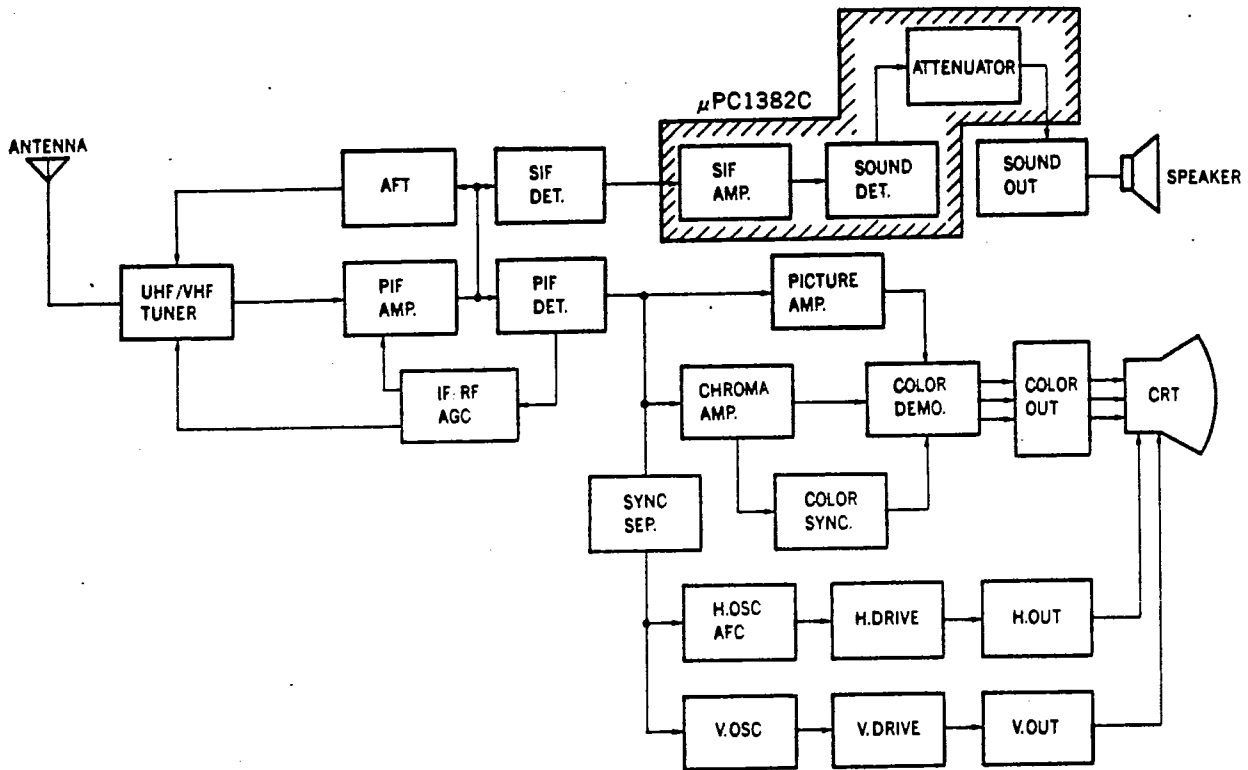 ATTENUATOR
μPC1382C
ANTENNA
AFT
SIF
DET.
SIF
AMP.
SOUND
DET.
SOUND
OUT
SPEAKER
UHF/VHF
TUNER
PIF
AMP.
PIF
DET.
PICTURE
AMP.
IF: RF
AGC
CHROMA
AMP.
COLOR
DEMO.
COLOR
OUT
CRT
SYNC
SEP.
COLOR
SYNC.
H.OSC
AFC
H.DRIVE
H.OUT
V.OSC
V.DRIVE
V.OUT